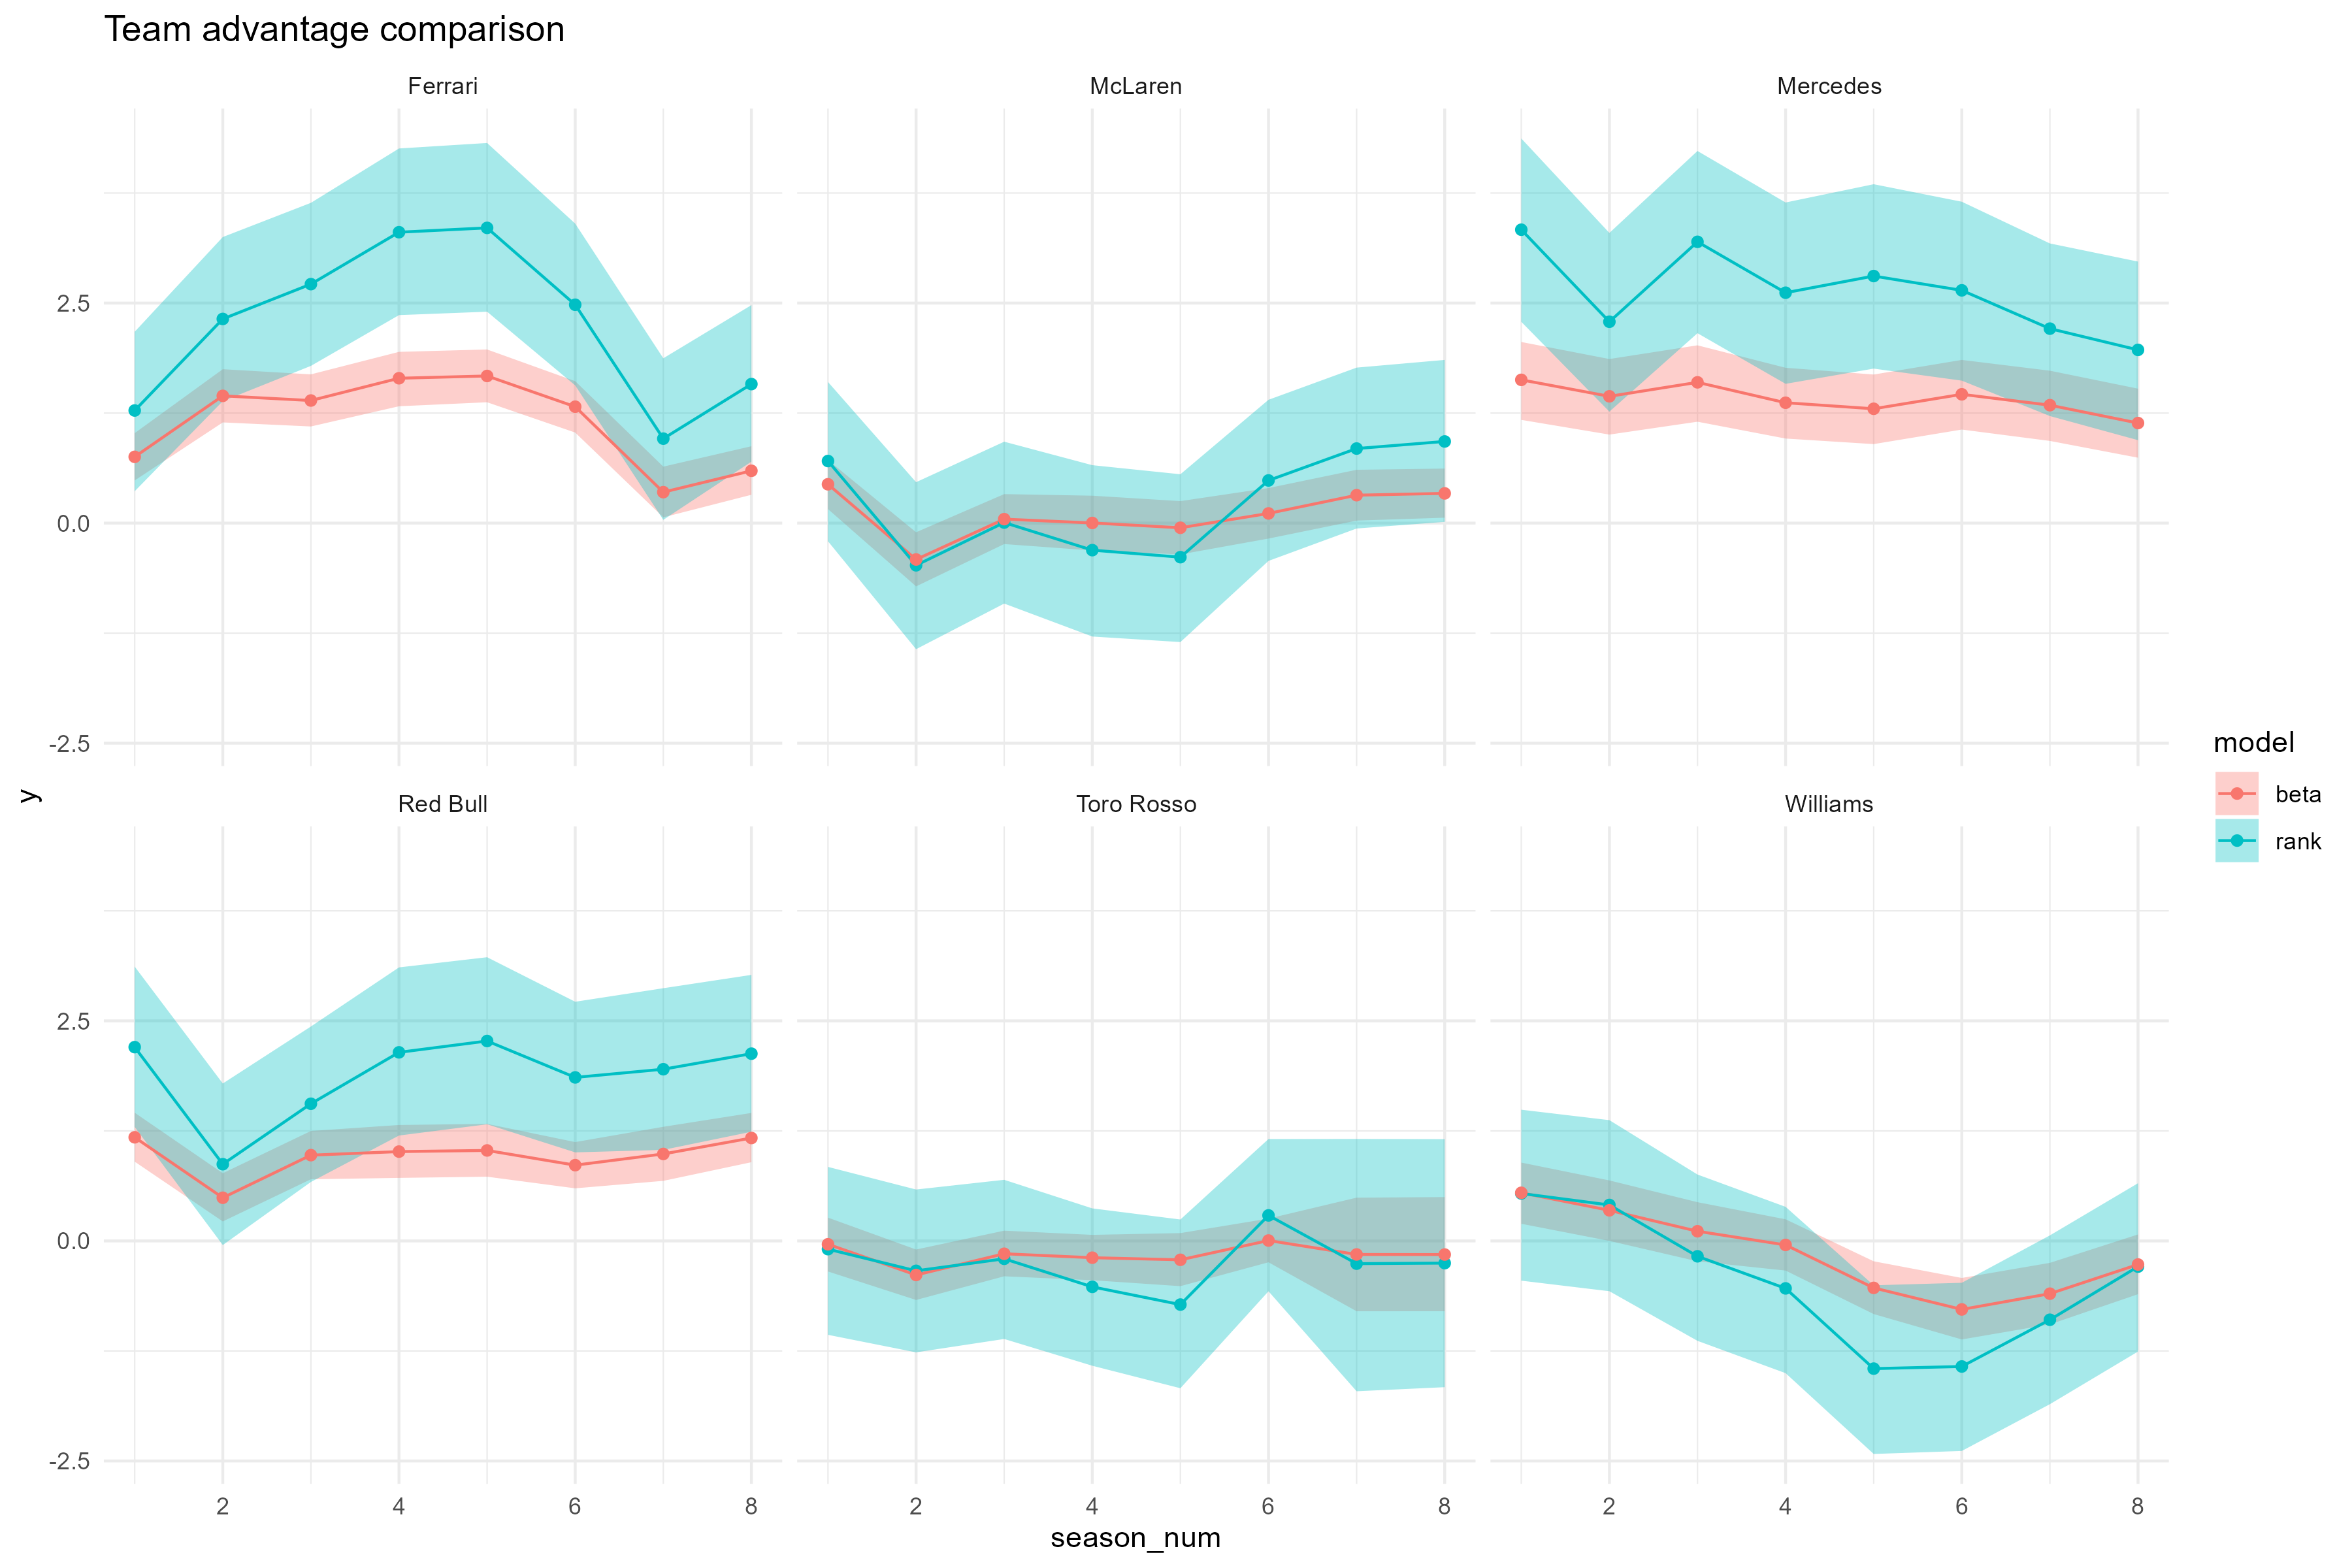 Team advantage comparison
Ferrari
McLaren
Mercedes
2.5
0.0
-2.5
y
Red Bull
Toro Rosso
Williams
2.5
0.0
-2.5
2 4 6 8
2 4 6 8
2 4 6 8
season_num
model
beta
rank